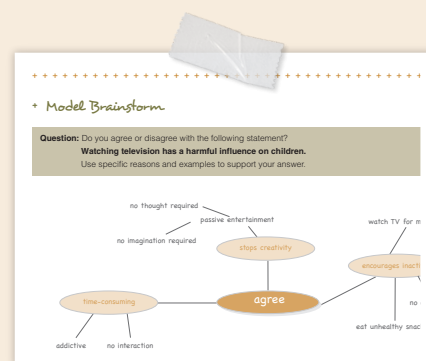 Model Brainstorm
Question: Do you agree or disagree with the following statement?
Watching television has a harmful influence on children.
Use specific reasons and examples to support your answer.
no thought required
passive entertainment
no imagination required
stops creativity
watch TV for
encourages
time-consuming
agree
no
eat unhealthy
addictive
no interaction